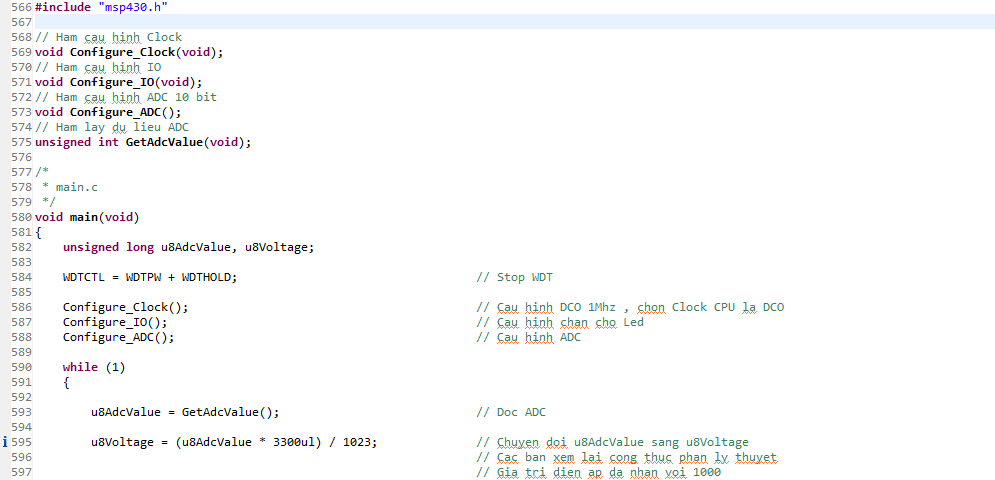 566 #include "msp430.h"
567
568 // Ham cau hinh Clock
569 void Configure_Clock(void);
570 // Ham cau hinh IO
571 void Configure_IO(void);
572 // Ham cau hinh ADC 10 bit
573 void Configure_ADC();
574 // Ham lay du lieu ADC
575 unsigned int GetAdcValue(void);
576
577 /*
578  * main.c
579  */
580 void main(void)
581 {
582     unsigned long u8AdcValue, u8Voltage;
583
584     WDTCTL = WDTPW + WDTHOLD; // Stop WDT
585
586     Configure_Clock(); // Cau hinh DCO 1Mhz , chon Clock CPU la DCO
587     Configure_IO(); // Cau hinh chan cho Led
588     Configure_ADC(); // Cau hinh ADC
589
590     while (1)
591     {
592
593         u8AdcValue = GetAdcValue(); // Doc ADC
594
i 595         u8Voltage = (u8AdcValue * 3300ul) / 1023; // Chuyen doi u8AdcValue sang u8Voltage
596 // Cac ban xem lai cong thuc phan ly thuyet
597 // Gia tri dien ap da nhan voi 1000